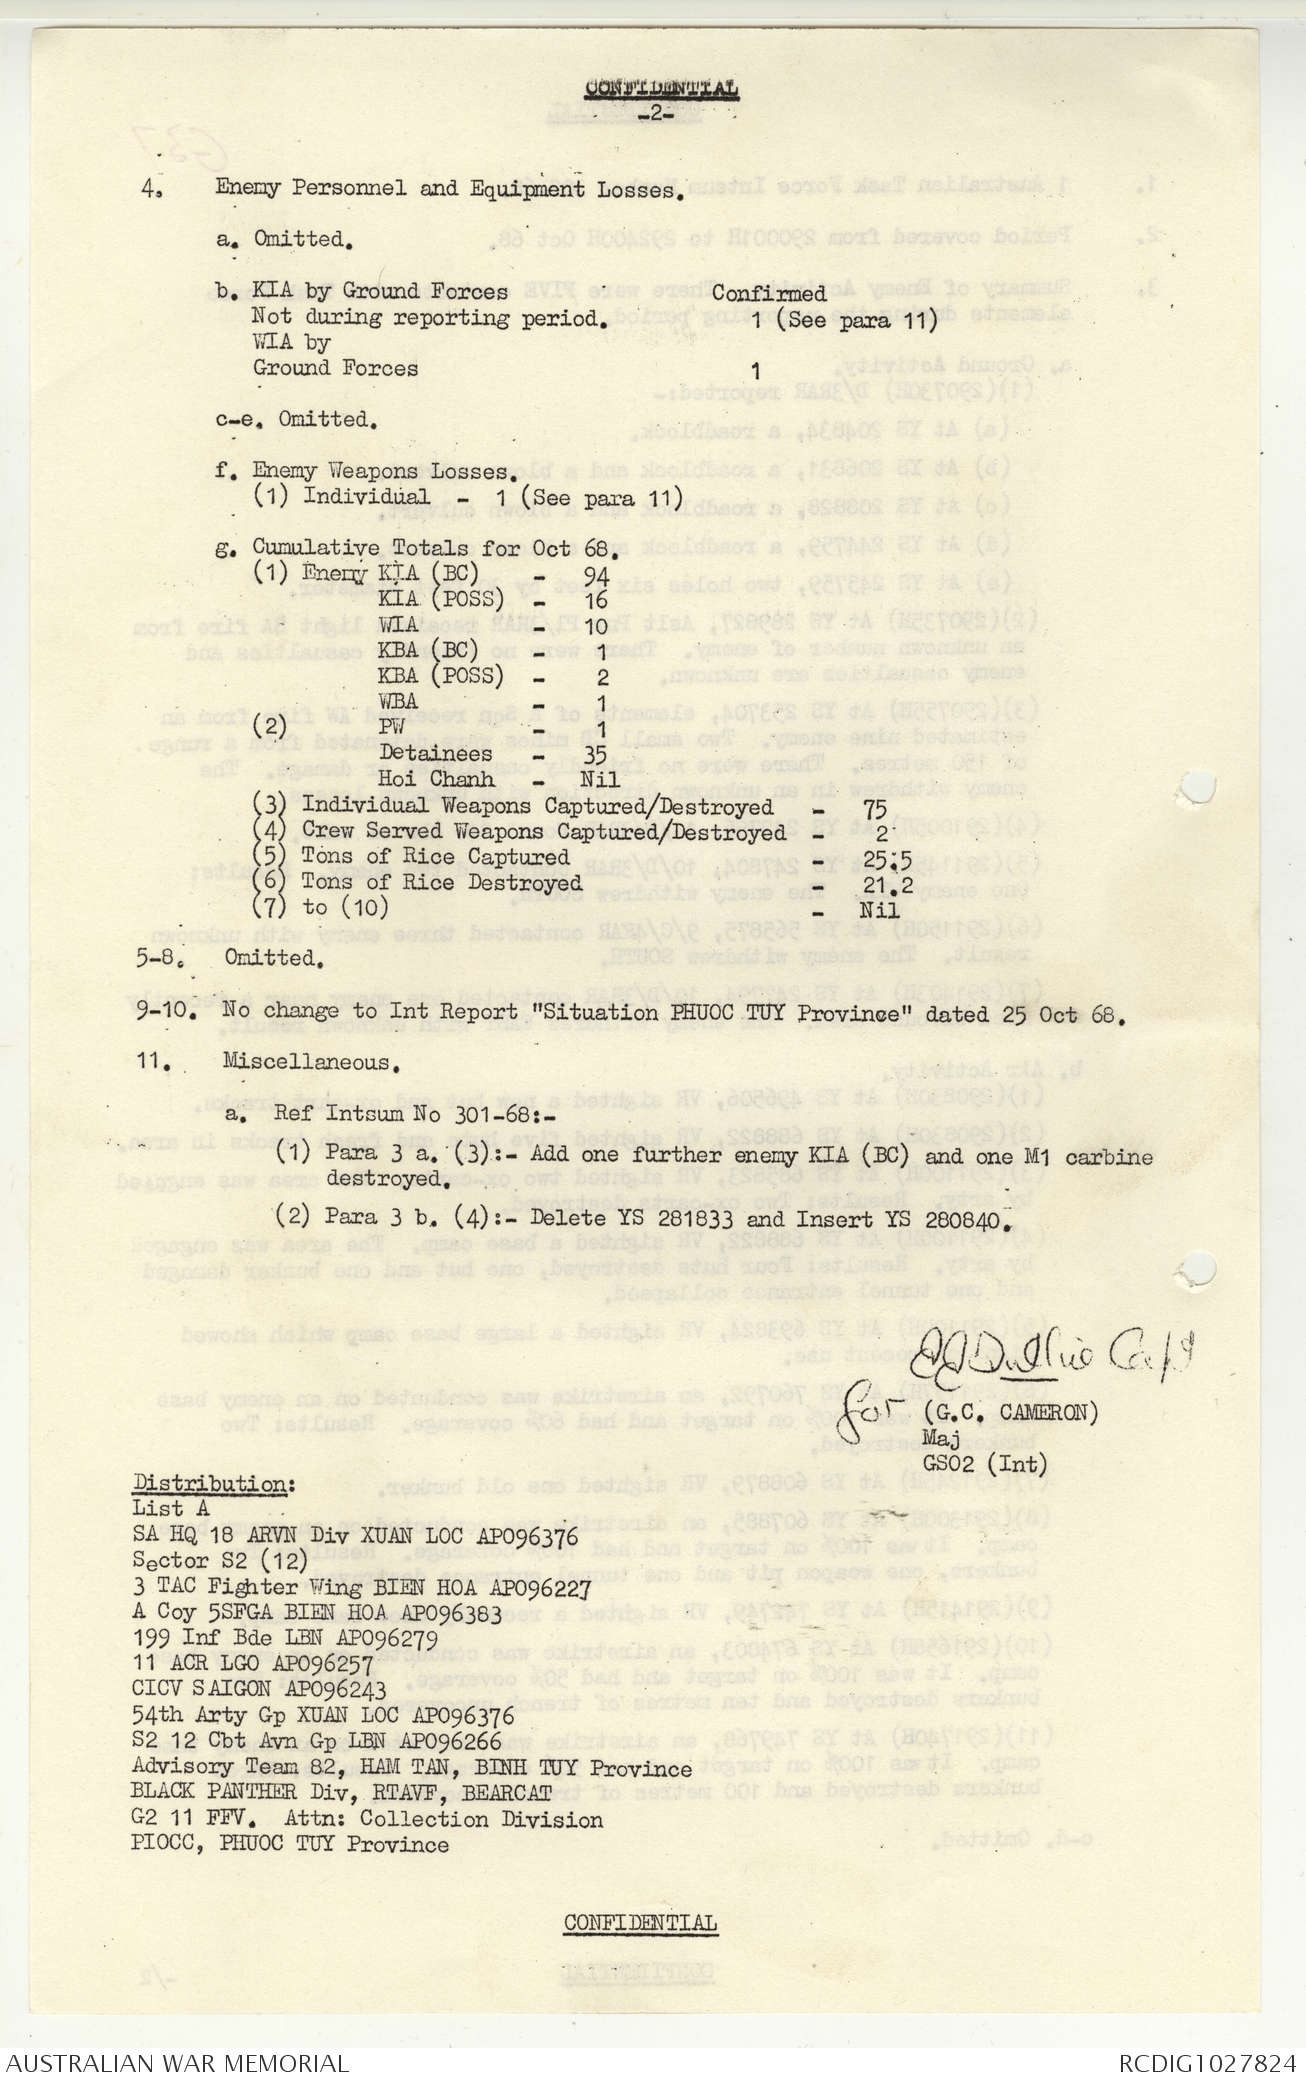 CONFIDENTIAL
-2-
4. Enemy Personnel and Equipment Losses.
a. Omitted.
b. KIA by Ground Forces Confirmed
Not during reporting period. 1 (See para 11)
WIA by
Ground Forces 1
c-e. Omitted.
f. Enemy Weapons Losses.
(1) Individual - 1 (See para 11)
g. Cumulative Totals for Oct 68.
(1) Enemy KIA (BC) - 94
KIA (POSS) - 16
WIA - 10
KBA (BC) - 1
KBA (POSS) - 2
WBA - 1
(2) PW - 1
Detainees - 35
Hoi Chanh - Nil
(3) Individual Weapons Captured/Destroyed - 75
(4) Crew Served Weapons Captured/Destroyed - 2
(5) Tons of Rice Captured - 25.5
(6) Tons of Rice Destroyed - 21.2
(7) to (10) - Nil
5-8. Omitted.
9-10. No change to Int Report "Situation PHUOC TUY Province" dated 25 Oct 68.
11. Miscellaneous.
a. Ref Intsum No 301-68:-
(1) Para 3 a. (3):- Add one further enemy KIA (BC) and one M1 carbine
destroyed.
(2) Para 3 b. (4):- Delete YS 281833 and Insert YS 280840.
Capt
for (G.C. CAMERON)
Maj
GSO2 (Int)
Distribution:
List A
SA HQ 18 ARVN Div XUAN LOC APO96376
Sector S2 (12)
3 TAC Fighter Wing BIEN HOA APO96227
A Coy 5SFGA BIEN HOA APO96383
199 Inf Bde LBN APO96279
11 ACR LGO APO96257
CICV SAIGON APO96243
54th Arty Gp XUAN LOC APO96376
S2 12 Cbt Avn Gp LBN APO96266
Advisory Team 82, HAM TAN, BINH TUY Province
BLACK PANTHER Div, RTAVF, BEARCAT
G2 11 FFV. Attn: Collection Division
PIOCC, PHUOC TUY Province
CONFIDENTIAL
AUSTRALIAN WAR MEMORIAL RCDIG1027824